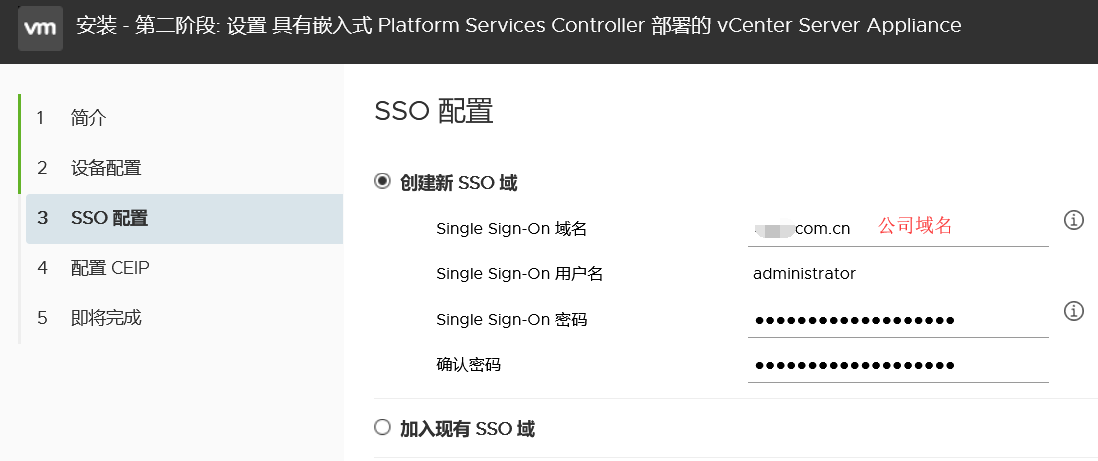 vm 安装 - 第二阶段: 设置 具有嵌入式 Platform Services Controller 部署的 vCenter Server Appliance
1 简介
2 设备配置
3 SSO 配置
4 配置 CEIP
5 即将完成
SSO 配置
创建新 SSO 域
Single Sign-On 域名 com.cn 公司域名
Single Sign-On 用户名 administrator
Single Sign-On 密码 ●●●●●●●●●●●●●●●●●●●
确认密码 ●●●●●●●●●●●●●●●●●●●
加入现有 SSO 域